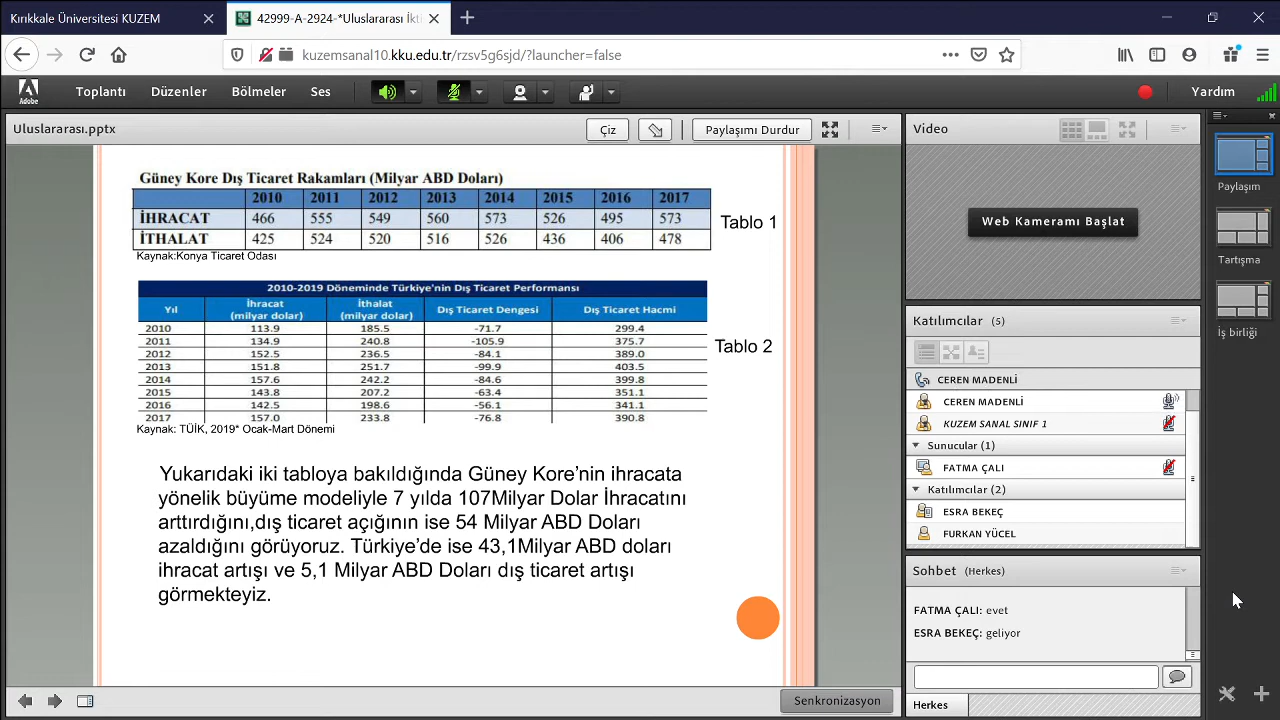 Kırıkkale Üniversitesi KUZEM
42999-A-2924-*Uluslararası İkti
kuzemsanal10.kku.edu.tr/rzsv5g6sjd/?launcher=false
Adobe
Toplantı
Düzenler
Bölmeler
Ses
Yardım
Uluslararası.pptx
Çiz
Paylaşımı Durdur
Güney Kore Dış Ticaret Rakamları (Milyar ABD Doları)
2010 2011 2012 2013 2014 2015 2016 2017
İHRACAT 466 555 549 560 573 526 495 573
İTHALAT 425 524 520 516 526 436 406 478
Tablo 1
Kaynak:Konya Ticaret Odası
2010-2019 Döneminde Türkiye'nin Dış Ticaret Performansı
Yıl İhracat (milyar dolar) İthalat (milyar dolar) Dış Ticaret Dengesi Dış Ticaret Hacmi
2010 113.9 185.5 -71.7 299.4
2011 134.9 240.8 -105.9 375.7
2012 152.5 236.5 -84.1 389.0
2013 151.8 251.7 -99.9 403.5
2014 157.6 242.2 -84.6 399.8
2015 143.8 207.2 -63.4 351.1
2016 142.5 198.6 -56.1 341.1
2017 157.0 233.8 -76.8 390.8
Tablo 2
Kaynak: TÜİK, 2019* Ocak-Mart Dönemi
Yukarıdaki iki tabloya bakıldığında Güney Kore'nin ihracata
yönelik büyüme modeliyle 7 yılda 107Milyar Dolar İhracatını
arttırdığını,dış ticaret açığının ise 54 Milyar ABD Doları
azaldığını görüyoruz. Türkiye'de ise 43,1Milyar ABD doları
ihracat artışı ve 5,1 Milyar ABD Doları dış ticaret artışı
görmekteyiz.
Senkronizasyon
Video
Web Kameramı Başlat
Katılımcılar (5)
CEREN MADENLİ
CEREN MADENLİ
KUZEM SANAL SINIF 1
Sunucular (1)
FATMA ÇALI
Katılımcılar (2)
ESRA BEKEÇ
FURKAN YÜCEL
Sohbet (Herkes)
FATMA ÇALI: evet
ESRA BEKEÇ: geliyor
Herkes
Paylaşım
Tartışma
İş birliği